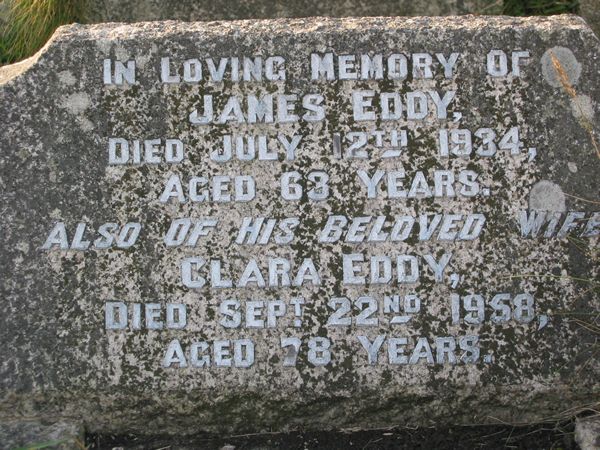 IN LOVING MEMORY OF
JAMES EDDY,
DIED JULY 12TH 1934,
AGED 63 YEARS.
ALSO OF HIS BELOVED WIFE
CLARA EDDY,
DIED SEPT 22ND 1958,
AGED 78 YEARS.